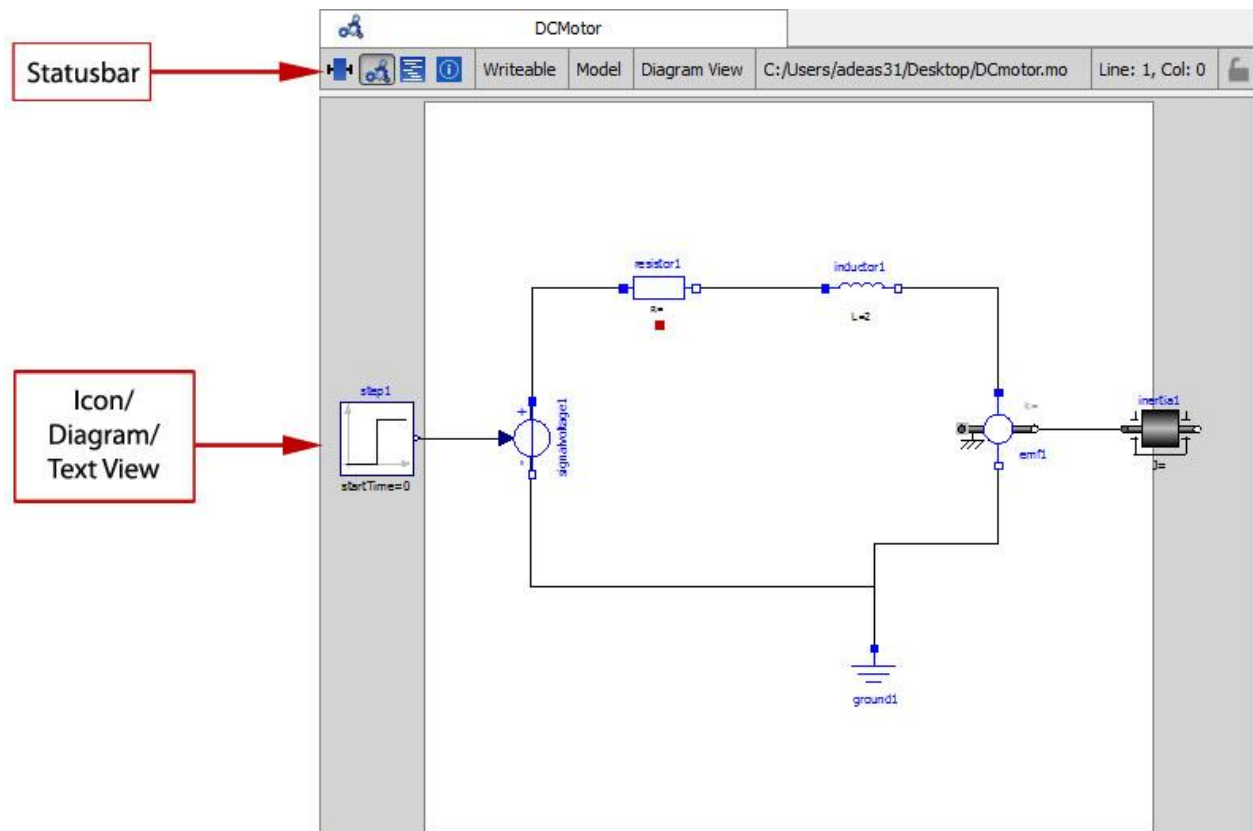 DCMotor
Statusbar
Writeable
Model
Diagram View
C:/Users/adeas31/Desktop/DCmotor.mo
Line: 1, Col: 0
resistor1
R=
inductor1
L=2
Icon/
Diagram/
Text View
step1
startTime=0
+
-
signalvoltage1
k=
emf1
inertia1
J=
ground1